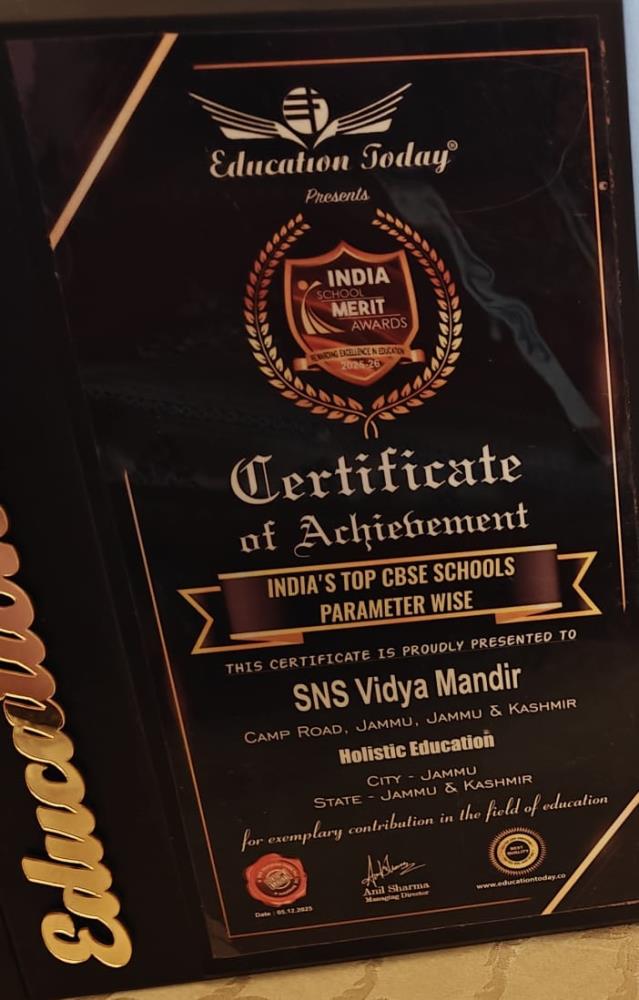 Education Today®
Presents
INDIA
SCHOOL
MERIT
AWARDS
REWARDING EXCELLENCE IN EDUCATION
2025-26
Certificate
of Achievement
INDIA'S TOP CBSE SCHOOLS
PARAMETER WISE
THIS CERTIFICATE IS PROUDLY PRESENTED TO
SNS Vidya Mandir
CAMP ROAD, JAMMU, JAMMU & KASHMIR
Holistic Education
CITY - JAMMU
STATE - JAMMU & KASHMIR
for exemplary contribution in the field of education
BEST
QUALITY
Anil Sharma
Managing Director
www.educationtoday.co
Date : 05.12.2025
Education